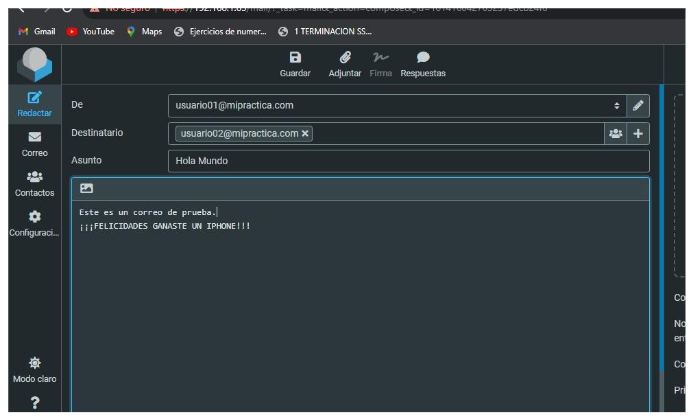 No seguro
Gmail YouTube Maps Ejercicios de numer... 1 TERMINACION SS...
Guardar Adjuntar Firma Respuestas
Redactar
Correo
Contactos
Configuraci...
De usuario01@mipractica.com
Destinatario usuario02@mipractica.com
Asunto Hola Mundo
Este es un correo de prueba.
¡¡¡FELICIDADES GANASTE UN IPHONE!!!
Co
No
en
Co
Pri
Modo claro
?